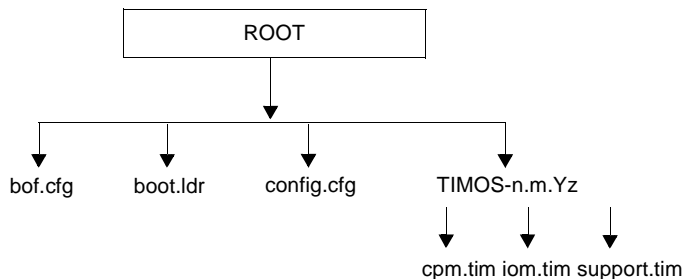 ROOT
bof.cfg boot.ldr config.cfg TIMOS-n.m.Yz
cpm.tim iom.tim support.tim